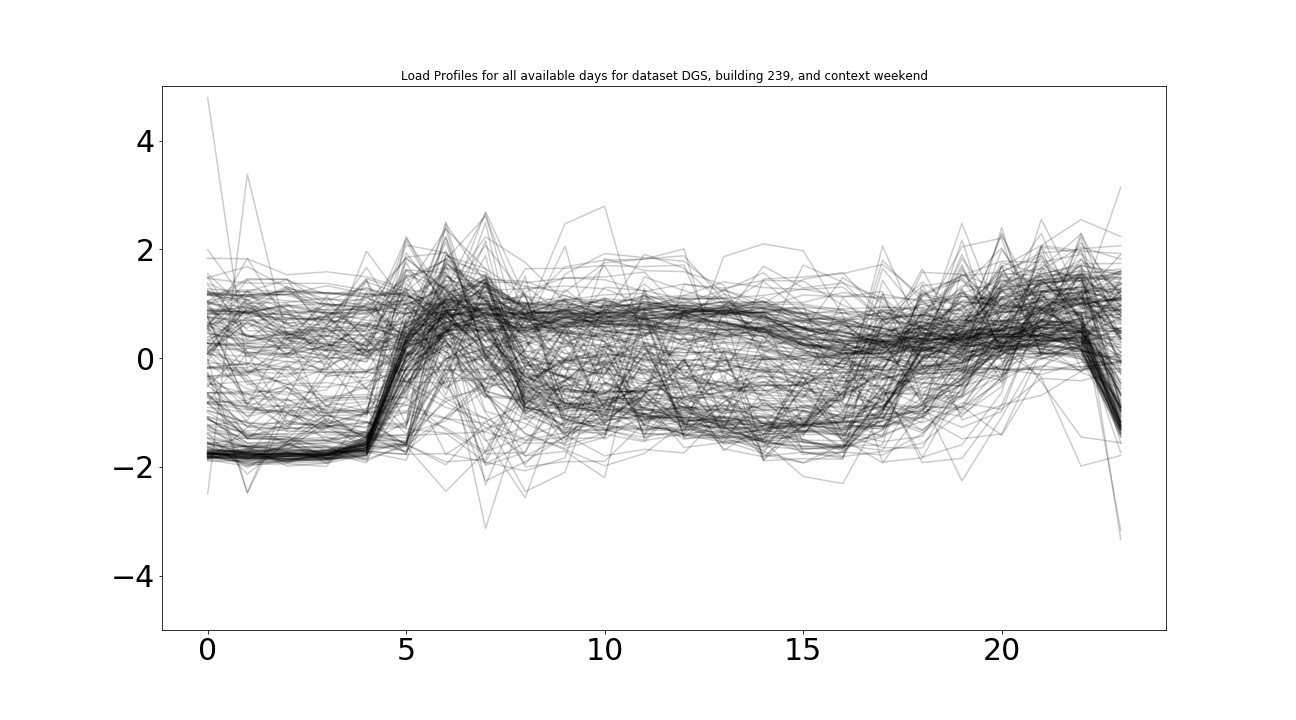 Load Profiles for all available days for dataset DGS, building 239, and context weekend
4
2
0
−2
−4
0 5 10 15 20